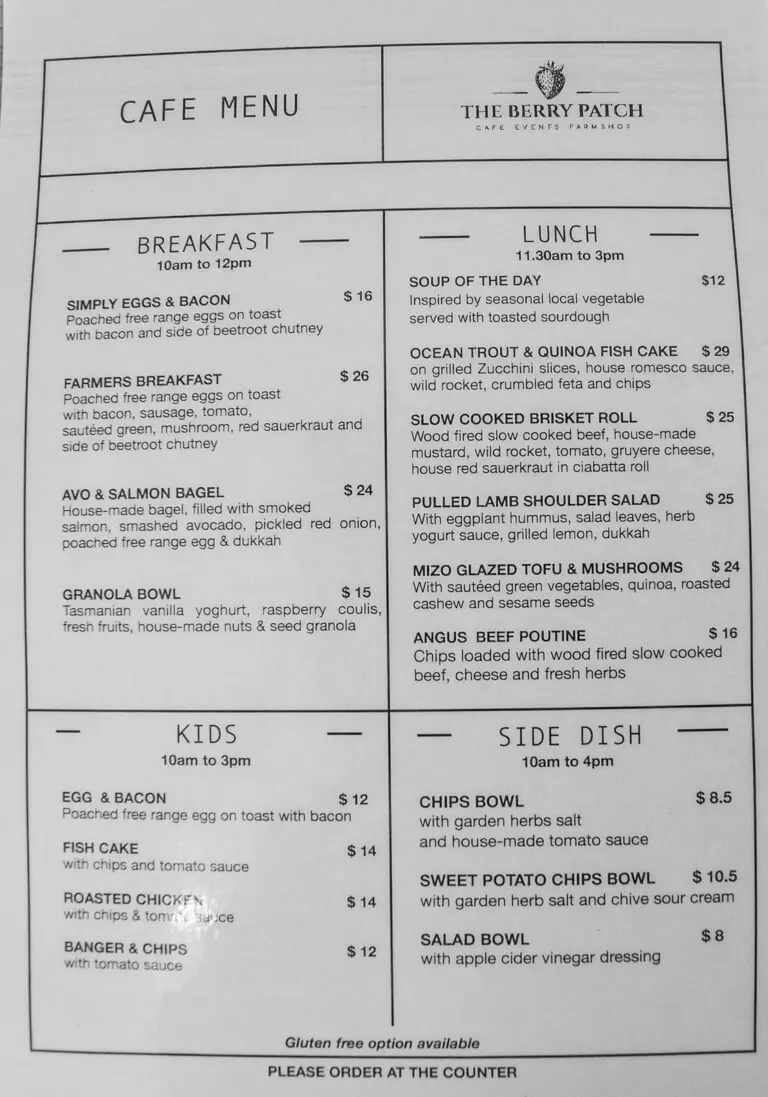 CAFE MENU
THE BERRY PATCH
CAFE EVENTS FARMSHOP
BREAKFAST
10am to 12pm
SIMPLY EGGS & BACON $ 16
Poached free range eggs on toast
with bacon and side of beetroot chutney
FARMERS BREAKFAST $ 26
Poached free range eggs on toast
with bacon, sausage, tomato,
sautéed green, mushroom, red sauerkraut and
side of beetroot chutney
AVO & SALMON BAGEL $ 24
House-made bagel, filled with smoked
salmon, smashed avocado, pickled red onion,
poached free range egg & dukkah
GRANOLA BOWL $ 15
Tasmanian vanilla yoghurt, raspberry coulis,
fresh fruits, house-made nuts & seed granola
LUNCH
11.30am to 3pm
SOUP OF THE DAY $12
Inspired by seasonal local vegetable
served with toasted sourdough
OCEAN TROUT & QUINOA FISH CAKE $ 29
on grilled Zucchini slices, house romesco sauce,
wild rocket, crumbled feta and chips
SLOW COOKED BRISKET ROLL $ 25
Wood fired slow cooked beef, house-made
mustard, wild rocket, tomato, gruyere cheese,
house red sauerkraut in ciabatta roll
PULLED LAMB SHOULDER SALAD $ 25
With eggplant hummus, salad leaves, herb
yogurt sauce, grilled lemon, dukkah
MIZO GLAZED TOFU & MUSHROOMS $ 24
With sautéed green vegetables, quinoa, roasted
cashew and sesame seeds
ANGUS BEEF POUTINE $ 16
Chips loaded with wood fired slow cooked
beef, cheese and fresh herbs
KIDS
10am to 3pm
EGG & BACON $ 12
Poached free range egg on toast with bacon
FISH CAKE $ 14
with chips and tomato sauce
ROASTED CHICKEN $ 14
with chips & tomato sauce
BANGER & CHIPS $ 12
with tomato sauce
SIDE DISH
10am to 4pm
CHIPS BOWL $ 8.5
with garden herbs salt
and house-made tomato sauce
SWEET POTATO CHIPS BOWL $ 10.5
with garden herb salt and chive sour cream
SALAD BOWL $ 8
with apple cider vinegar dressing
Gluten free option available
PLEASE ORDER AT THE COUNTER